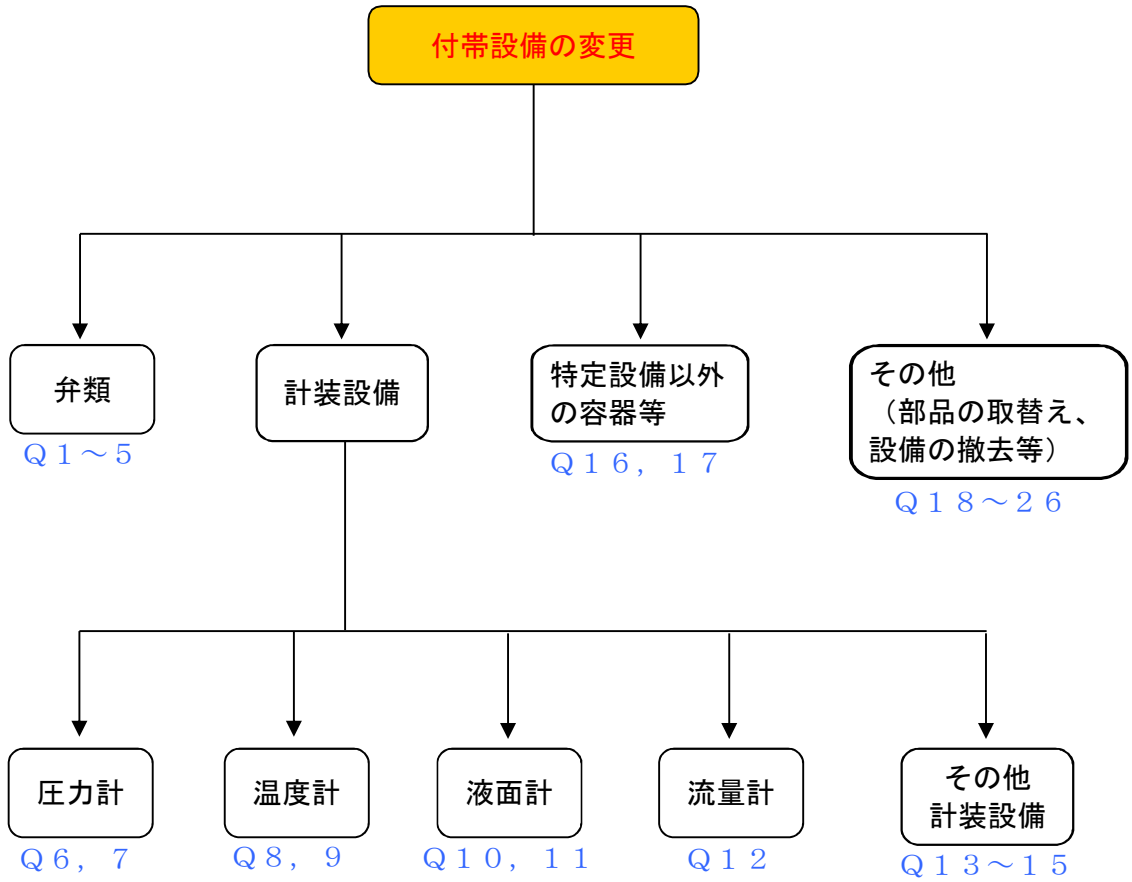 付帯設備の変更
弁類
Ｑ１～５
計装設備
特定設備以外
の容器等
Ｑ１６，１７
その他
（部品の取替え、
設備の撤去等）
Ｑ１８～２６
圧力計
Ｑ６，７
温度計
Ｑ８，９
液面計
Ｑ１０，１１
流量計
Ｑ１２
その他
計装設備
Ｑ１３～１５